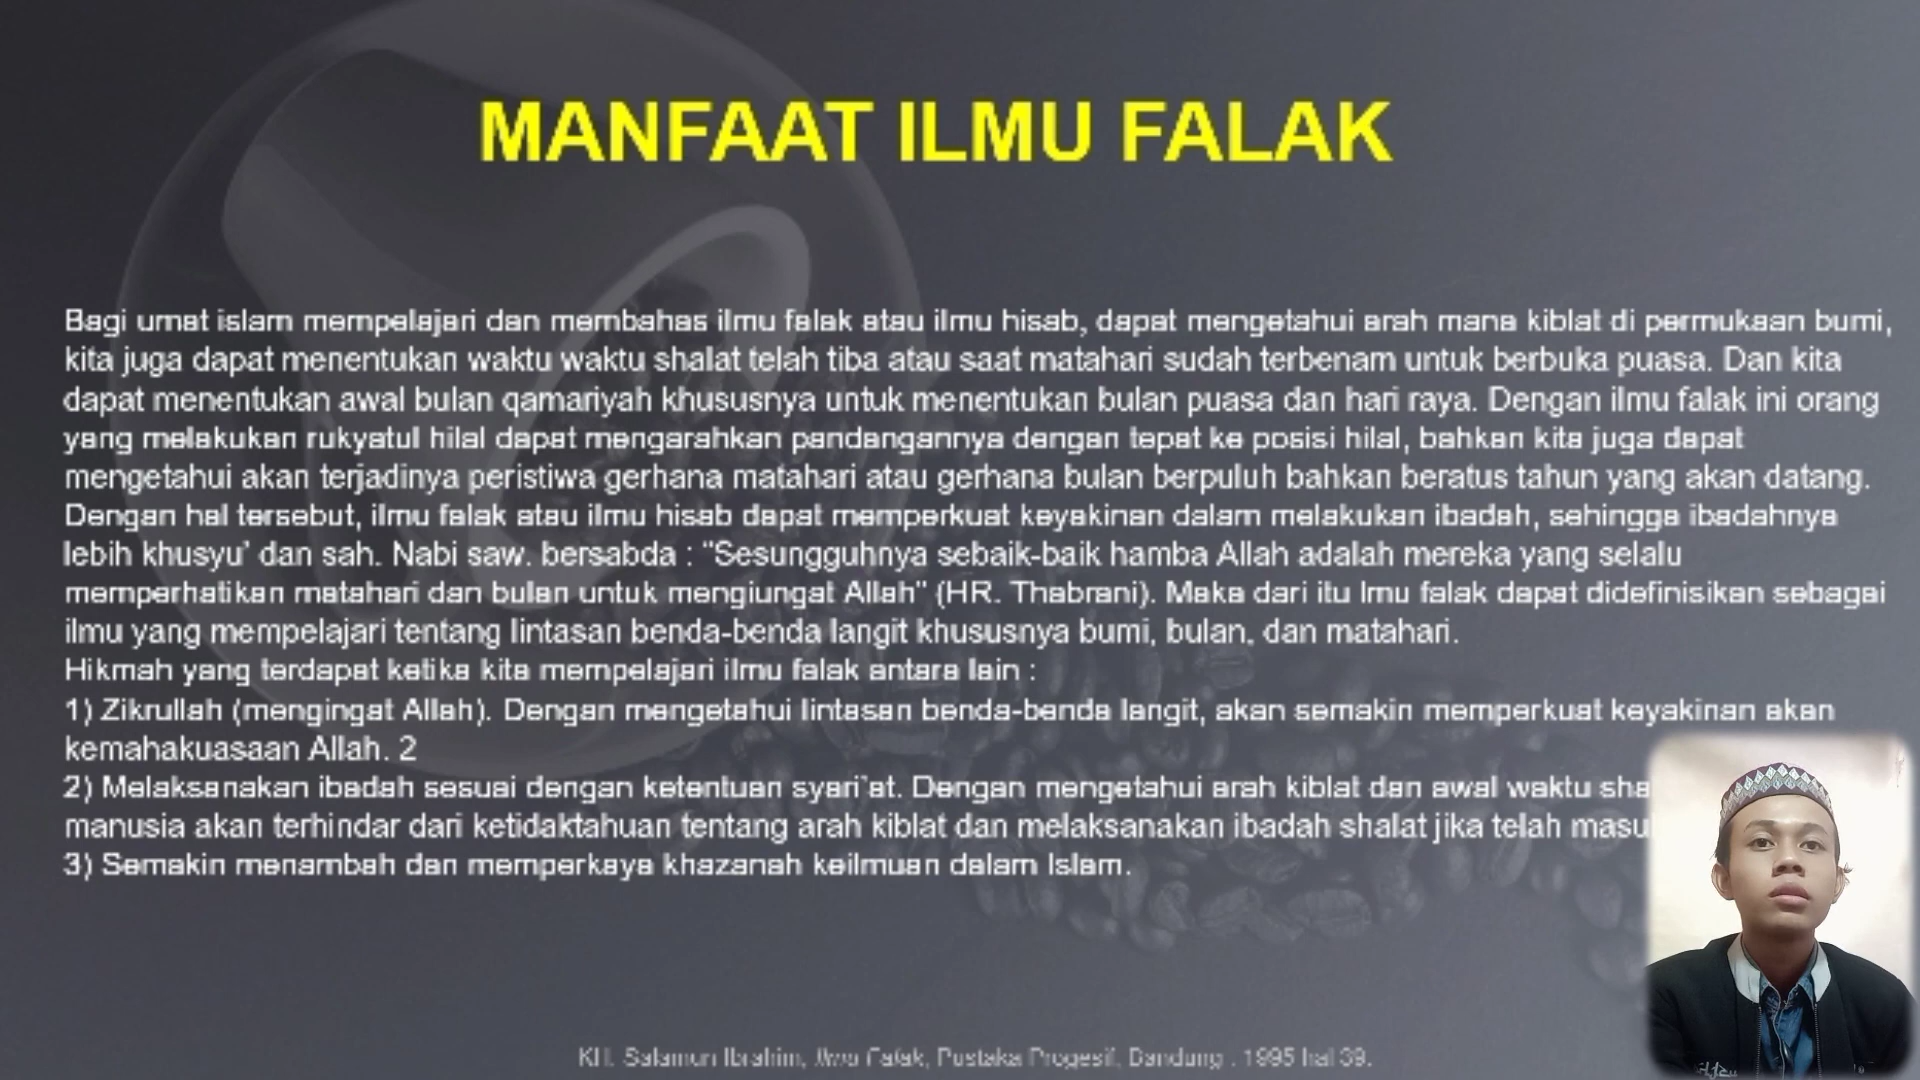 MANFAAT ILMU FALAK
Bagi umat islam mempelajari dan membahas ilmu falak atau ilmu hisab, dapat mengetahui arah mana kiblat di permukaan bumi,
kita juga dapat menentukan waktu waktu shalat telah tiba atau saat matahari sudah terbenam untuk berbuka puasa. Dan kita
dapat menentukan awal bulan qamariyah khususnya untuk menentukan bulan puasa dan hari raya. Dengan ilmu falak ini orang
yang melakukan rukyatul hilal dapat mengarahkan pandangannya dengan tepat ke posisi hilal, bahkan kita juga dapat
mengetahui akan terjadinya peristiwa gerhana matahari atau gerhana bulan berpuluh bahkan beratus tahun yang akan datang.
Dengan hal tersebut, ilmu falak atau ilmu hisab dapat memperkuat keyakinan dalam melakukan ibadah, sehingga ibadahnya
lebih khusyu' dan sah. Nabi saw. bersabda : "Sesungguhnya sebaik-baik hamba Allah adalah mereka yang selalu
memperhatikan matahari dan bulan untuk mengiungat Allah" (HR. Thabrani). Maka dari itu Imu falak dapat didefinisikan sebagai
ilmu yang mempelajari tentang lintasan benda-benda langit khususnya bumi, bulan, dan matahari.
Hikmah yang terdapat ketika kita mempelajari ilmu falak antara lain :
1) Zikrullah (mengingat Allah). Dengan mengetahui lintasan benda-benda langit, akan semakin memperkuat keyakinan akan
kemahakuasaan Allah. 2
2) Melaksanakan ibadah sesuai dengan ketentuan syari`at. Dengan mengetahui arah kiblat dan awal waktu sha
manusia akan terhindar dari ketidaktahuan tentang arah kiblat dan melaksanakan ibadah shalat jika telah masu
3) Semakin menambah dan memperkaya khazanah keilmuan dalam Islam.
KH. Salamun Ibrahim, Ilmu Falak, Pustaka Progesif, Bandung . 1995 hal 39.